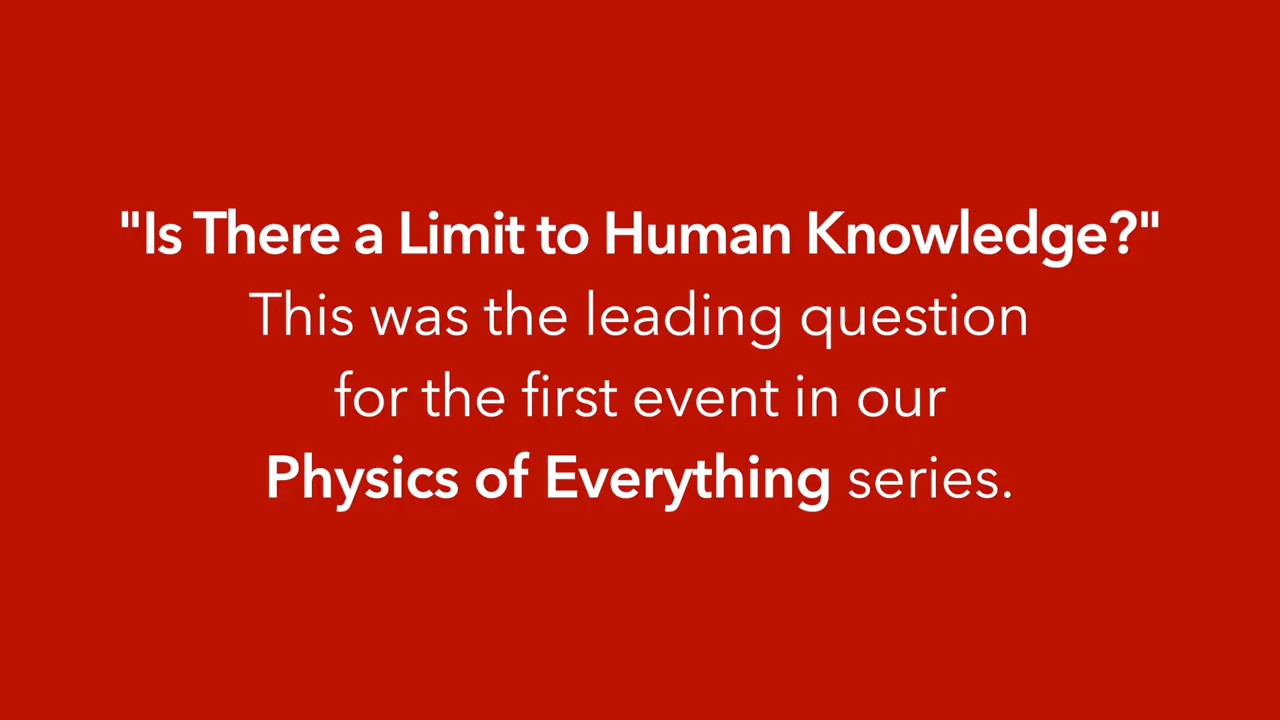 "Is There a Limit to Human Knowledge?"
This was the leading question
for the first event in our
Physics of Everything series.